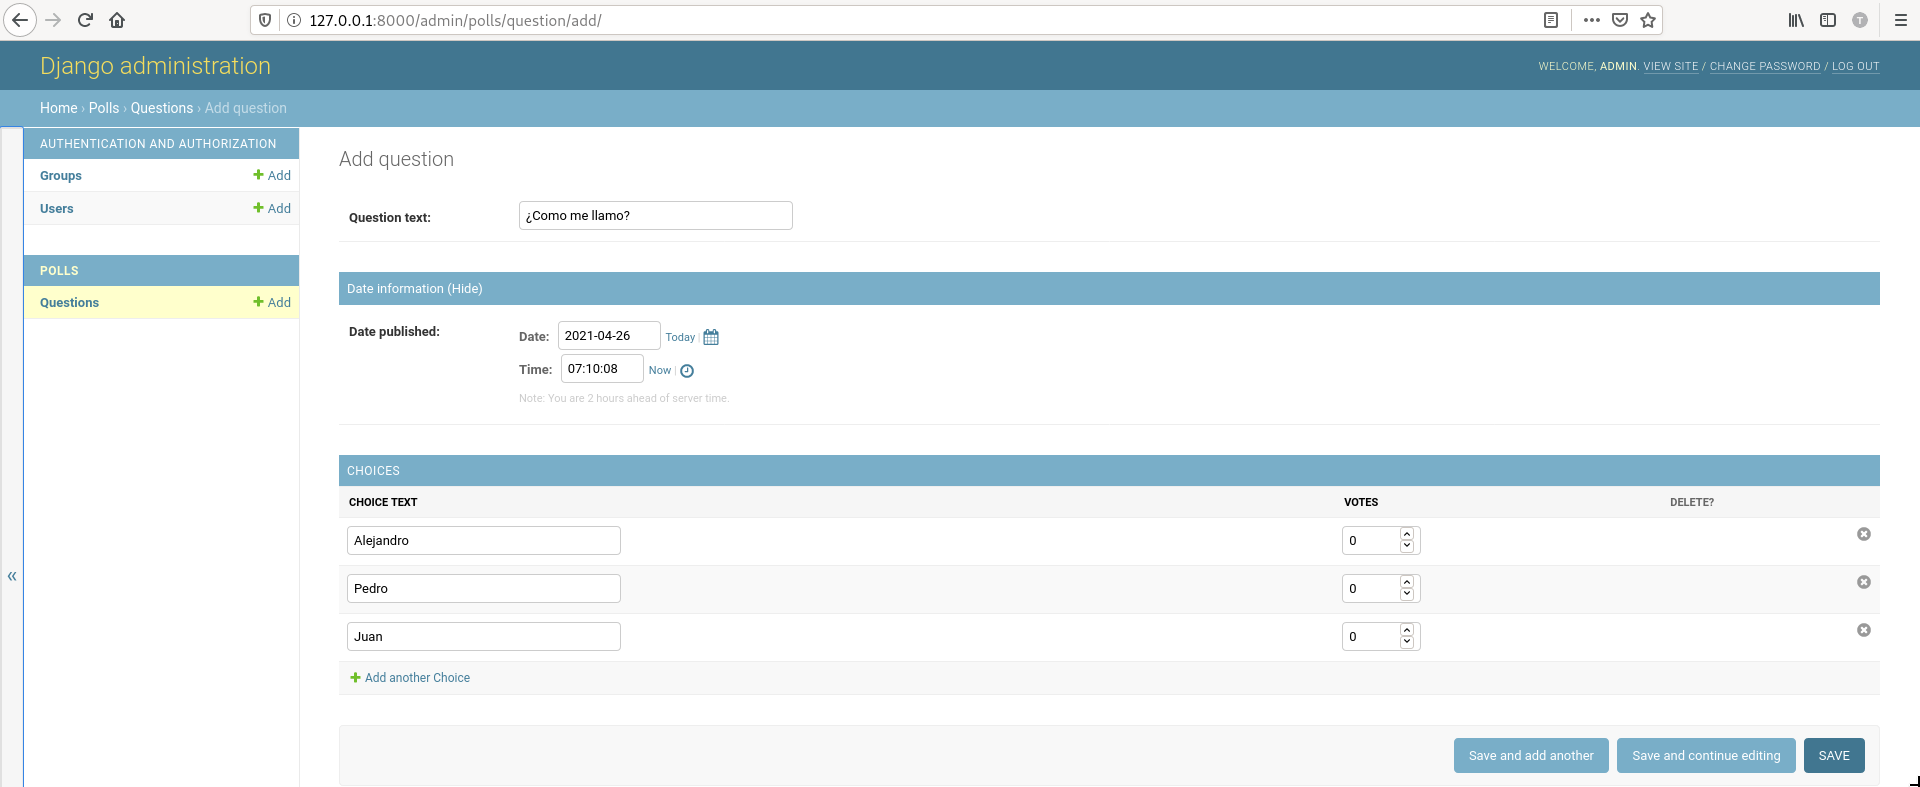 127.0.0.1:8000/admin/polls/question/add/
T
Django administration
WELCOME, ADMIN. VIEW SITE / CHANGE PASSWORD / LOG OUT
Home › Polls › Questions › Add question
AUTHENTICATION AND AUTHORIZATION
Groups
Add
Users
Add
POLLS
Questions
Add
«
Add question
Question text:
¿Como me llamo?
Date information (Hide)
Date published:
Date:
2021-04-26
Today |
Time:
07:10:08
Now |
Note: You are 2 hours ahead of server time.
CHOICES
CHOICE TEXT
VOTES
DELETE?
Alejandro
0
Pedro
0
Juan
0
Add another Choice
Save and add another
Save and continue editing
SAVE